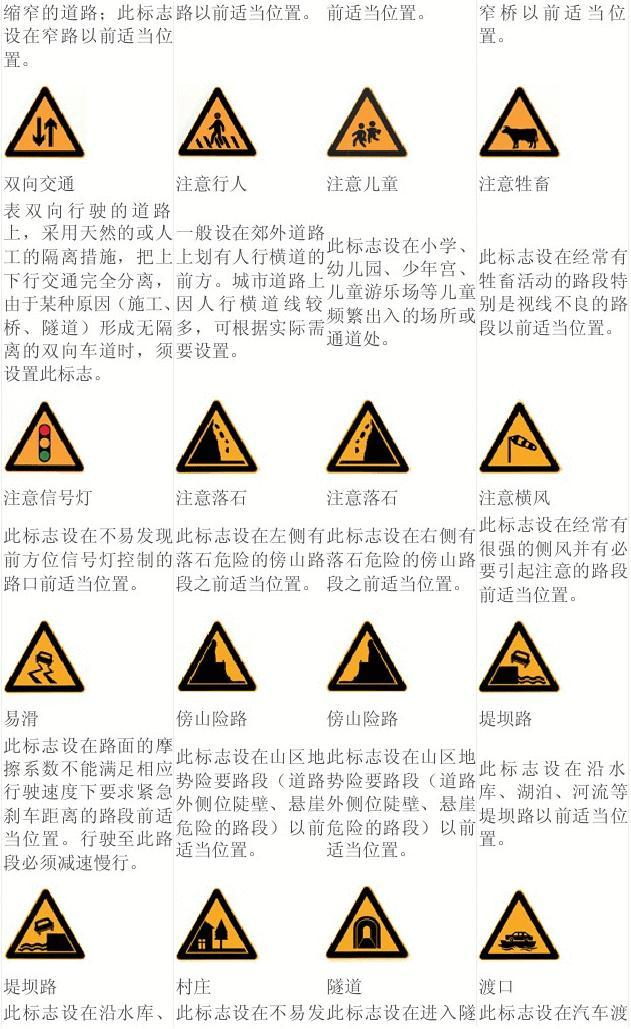 缩窄的道路；此标志
设在窄路以前适当位
置。
路以前适当位置。
前适当位置。
窄桥以前适当位
置。
双向交通
注意行人
注意儿童
注意牲畜
表双向行驶的道路
上，采用天然的或人
工的隔离措施，把上
下行交通完全分离，
由于某种原因（施工、
桥、隧道）形成无隔
离的双向车道时，须
设置此标志。
一般设在郊外道路
上划有人行横道的
前方。城市道路上
因人行横道线较
多，可根据实际需
要设置。
此标志设在小学、
幼儿园、少年宫、
儿童游乐场等儿童
频繁出入的场所或
通道处。
此标志设在经常有
牲畜活动的路段特
别是视线不良的路
段以前适当位置。
注意信号灯
注意落石
注意落石
注意横风
此标志设在不易发现
前方位信号灯控制的
路口前适当位置。
此标志设在左侧有
落石危险的傍山路
段之前适当位置。
此标志设在右侧有
落石危险的傍山路
段之前适当位置。
此标志设在经常有
很强的侧风并有必
要引起注意的路段
前适当位置。
易滑
傍山险路
傍山险路
堤坝路
此标志设在路面的摩
擦系数不能满足相应
行驶速度下要求紧急
刹车距离的路段前适
当位置。行驶至此路
段必须减速慢行。
此标志设在山区地
势险要路段（道路
外侧位陡壁、悬崖
危险的路段）以前
适当位置。
此标志设在山区地
势险要路段（道路
外侧位陡壁、悬崖
危险的路段）以前
适当位置。
此标志设在沿水
库、湖泊、河流等
堤坝路以前适当位
置。
堤坝路
村庄
隧道
渡口
此标志设在沿水库、
此标志设在不易发
此标志设在进入隧
此标志设在汽车渡